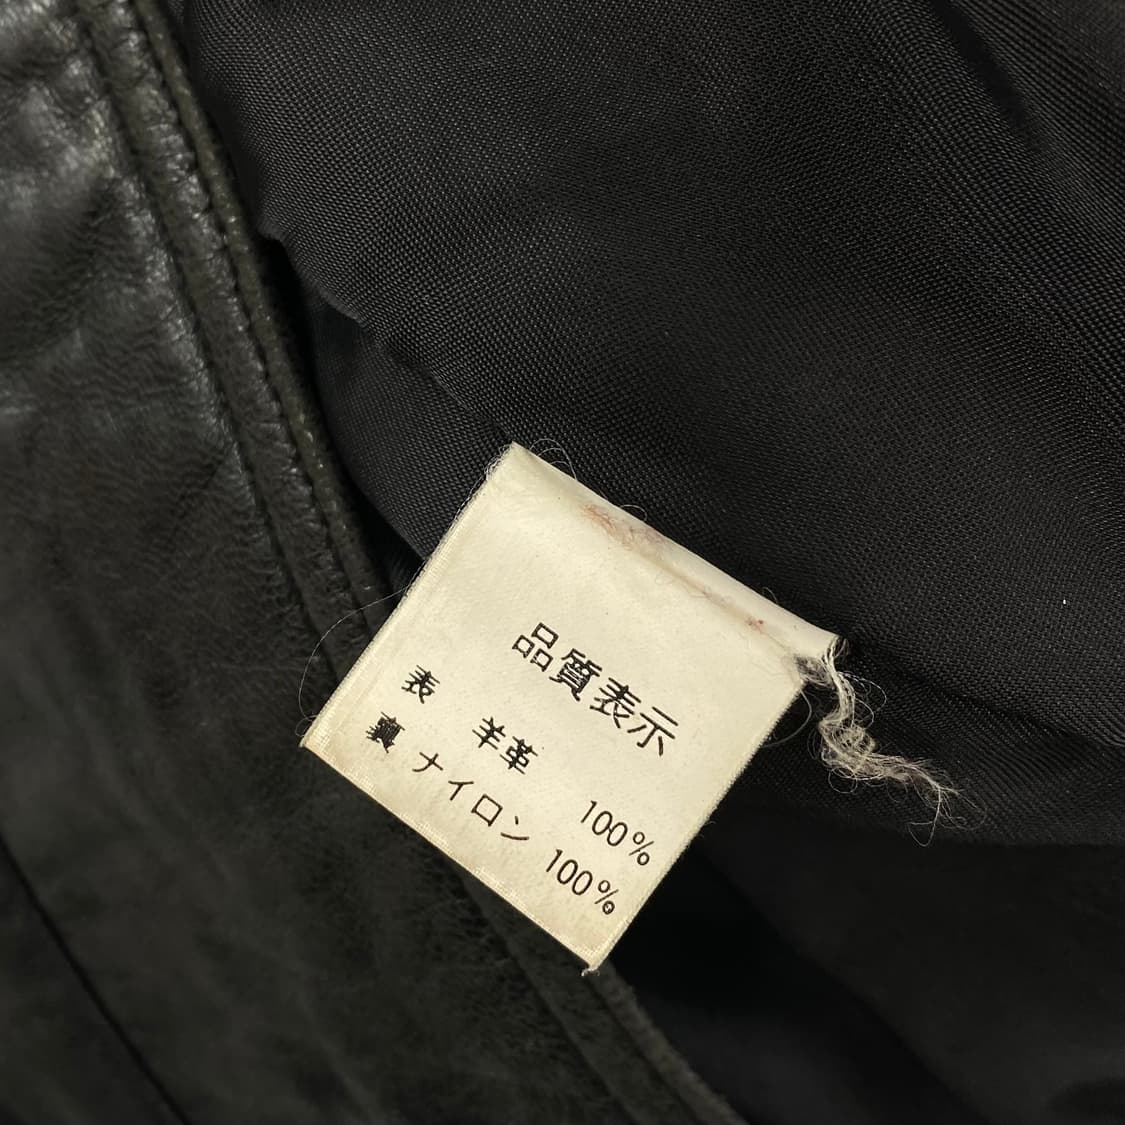 品質表示
表 羊革 100%
裏 ナイロン 100%